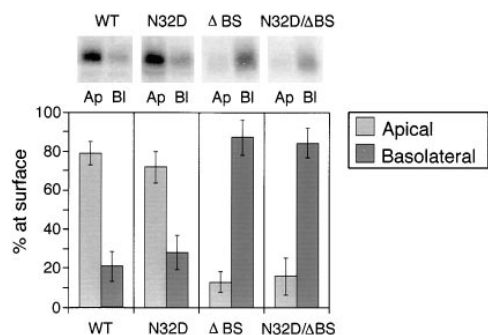 WT N32D Δ BS N32D/ΔBS
Ap Bl Ap Bl Ap Bl Ap Bl
% at surface
100
80
60
40
20
0
WT N32D Δ BS N32D/ΔBS
Apical
Basolateral